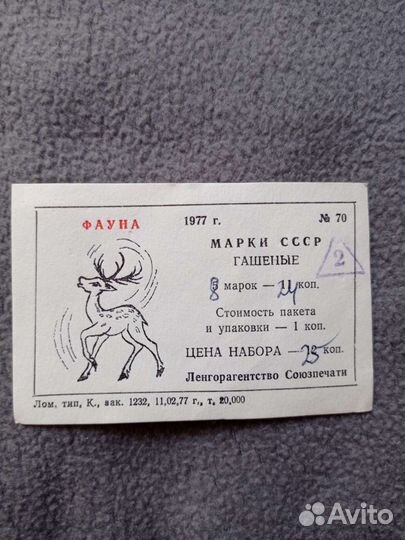 ФАУНА
1977 г.
№ 70
МАРКИ СССР
ГАШЕНЫЕ
2
8 марок — 24 коп.
Стоимость пакета
и упаковки — 1 коп.
ЦЕНА НАБОРА — 25 коп.
Ленгорагентство Союзпечати
Лом. тип, К., зак. 1232, 11,02,77 г., т. 20,000
Avito